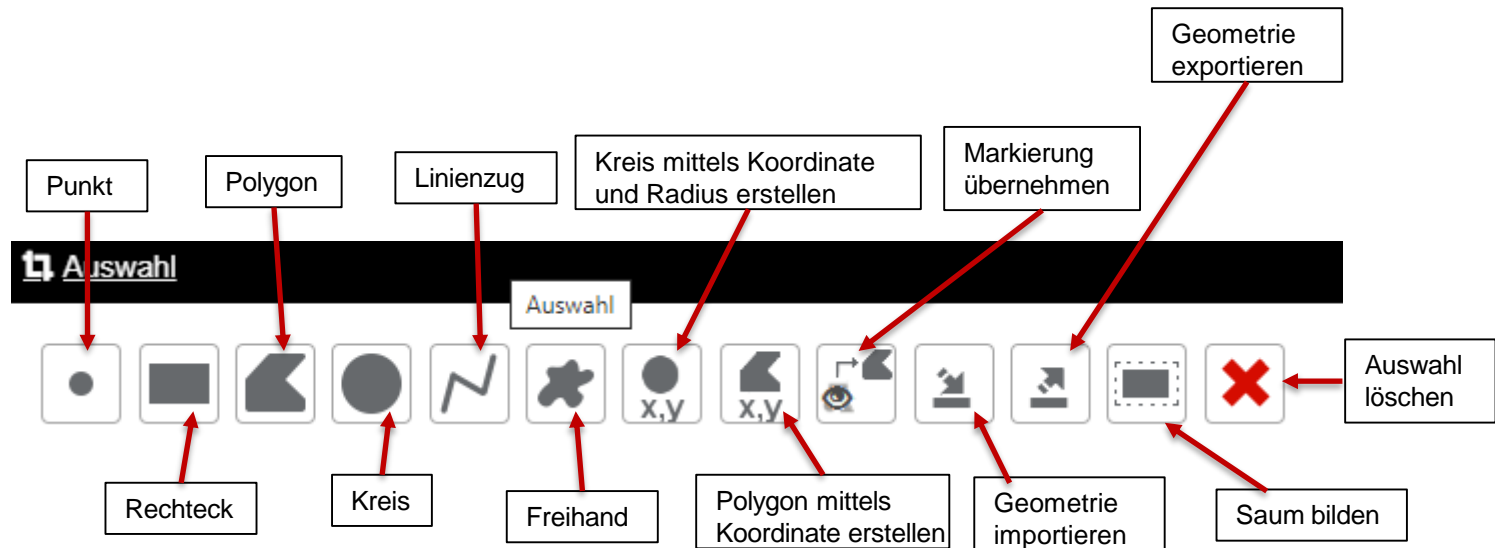 Geometrie
exportieren
Punkt
Polygon
Linienzug
Kreis mittels Koordinate
und Radius erstellen
Markierung
übernehmen
Auswahl
Auswahl
x,y
x,y
Auswahl
löschen
Rechteck
Kreis
Freihand
Polygon mittels
Koordinate erstellen
Geometrie
importieren
Saum bilden